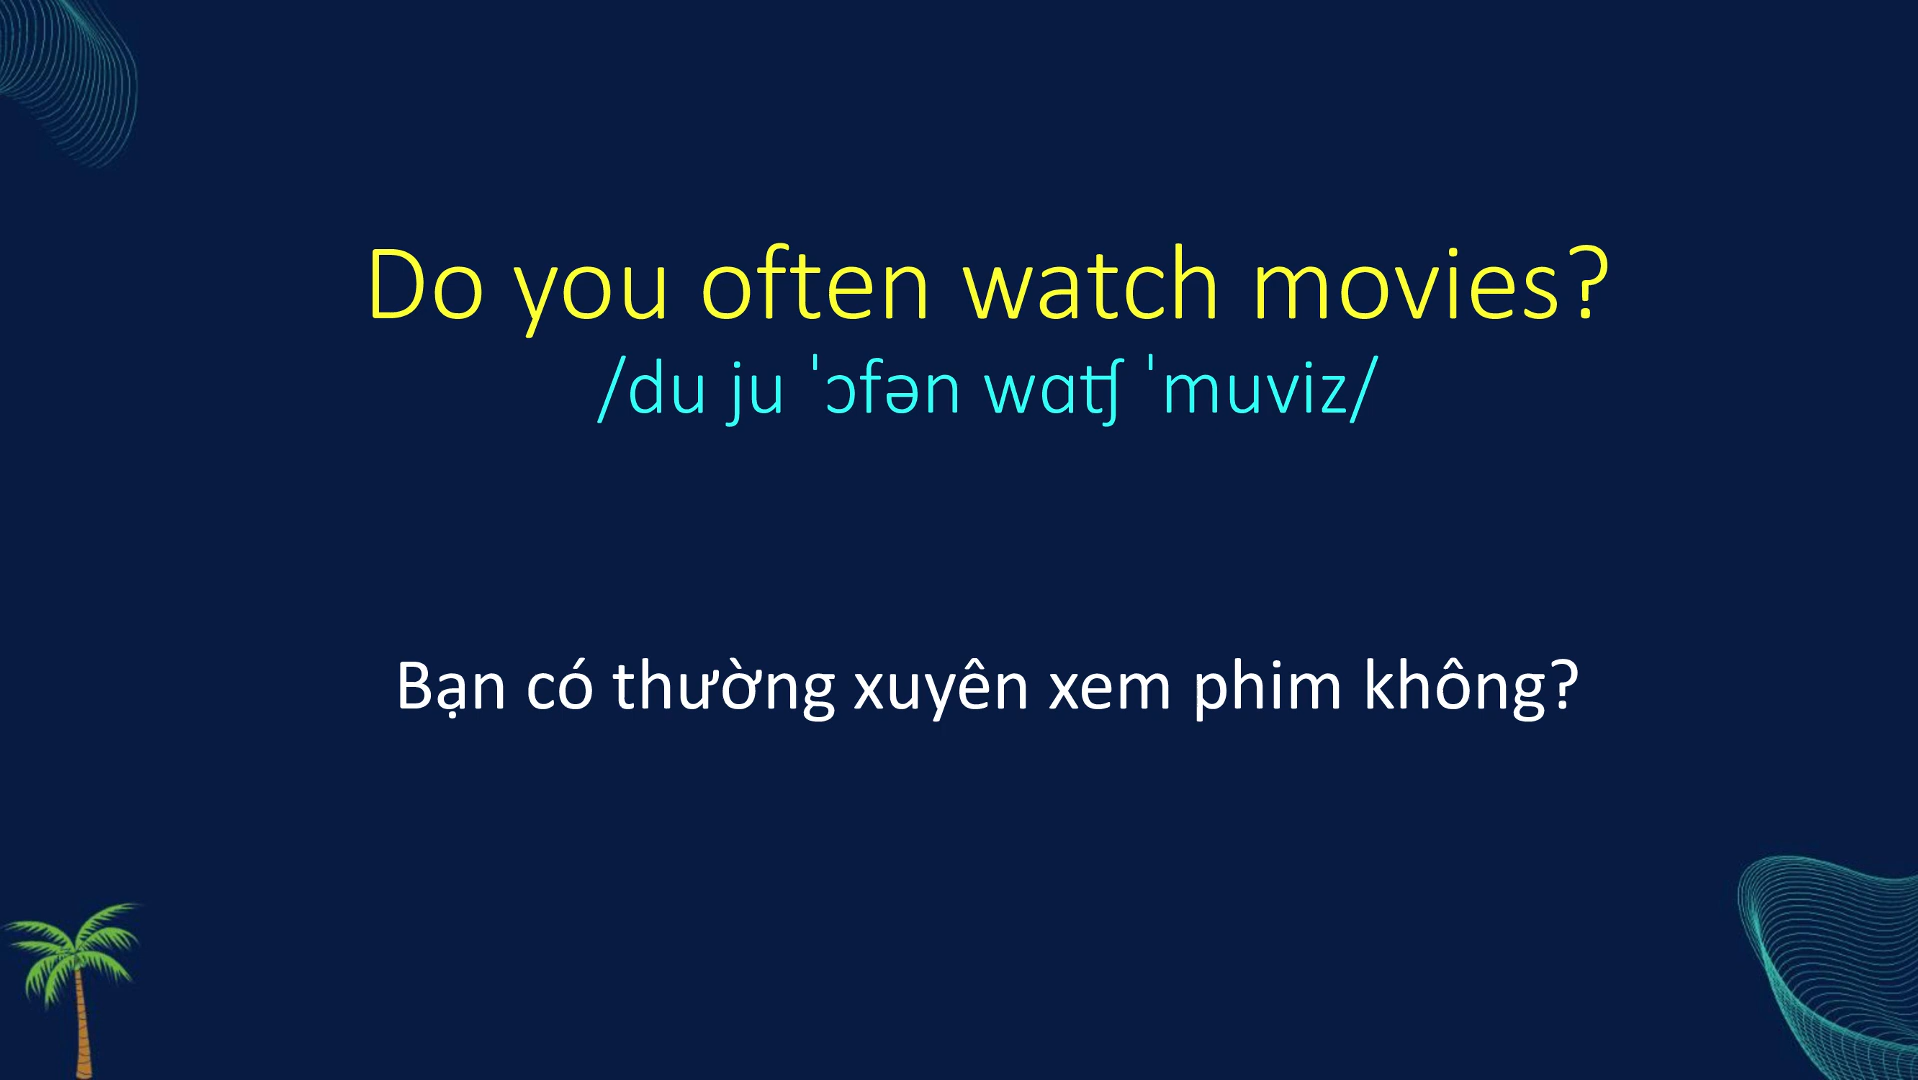 Do you often watch movies?
/du ju ˈɔfən wɑʧ ˈmuviz/
Bạn có thường xuyên xem phim không?